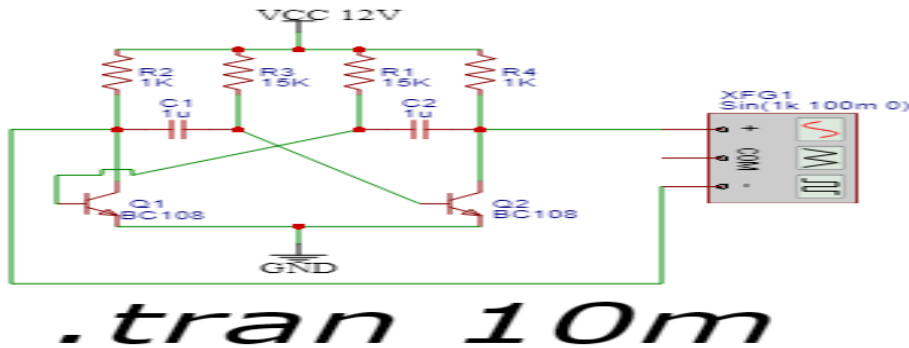 VCC 12V
R2
1K
R3
15K
R1
15K
R4
1K
C1
1u
C2
1u
XFG1
Sin(1k 100m 0)
+
COM
-
Q1
BC108
Q2
BC108
GND
.tran 10m